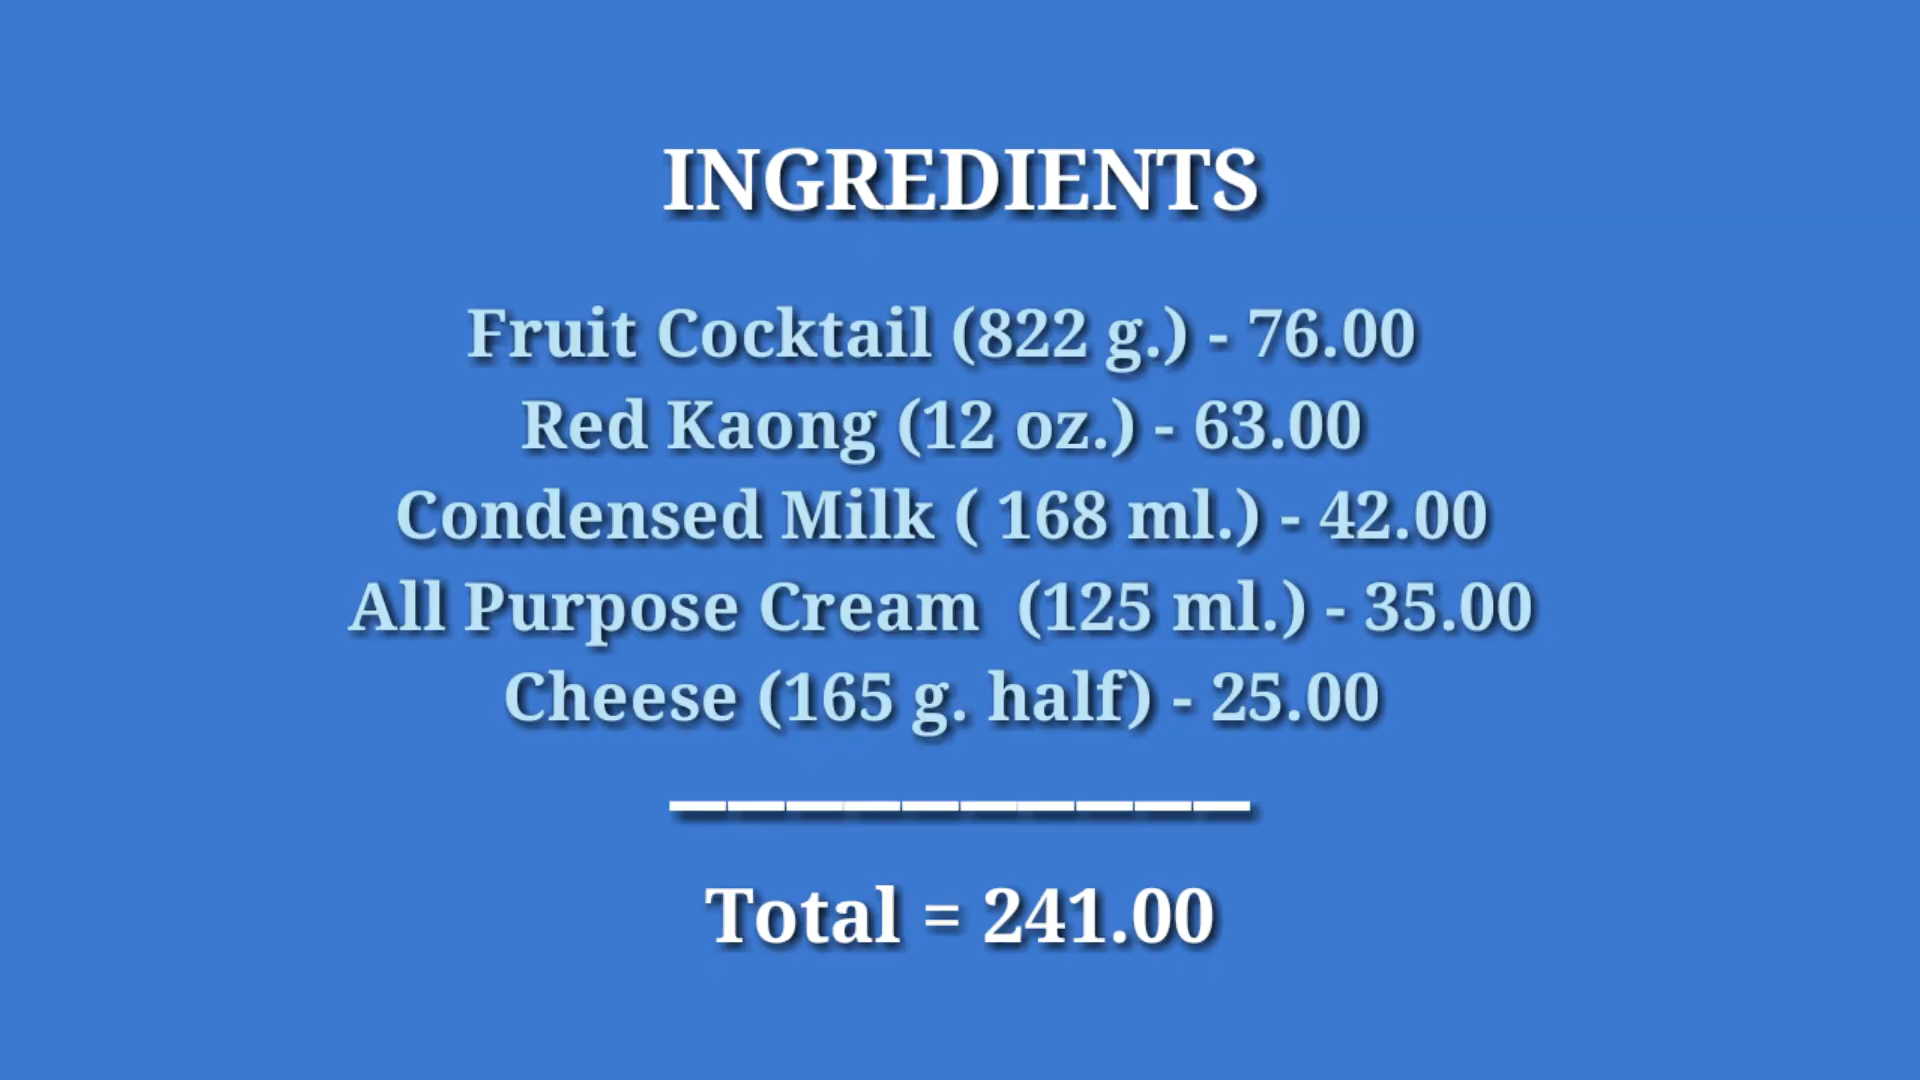 INGREDIENTS
Fruit Cocktail (822 g.) - 76.00
Red Kaong (12 oz.) - 63.00
Condensed Milk ( 168 ml.) - 42.00
All Purpose Cream  (125 ml.) - 35.00
Cheese (165 g. half) - 25.00
__________
Total = 241.00